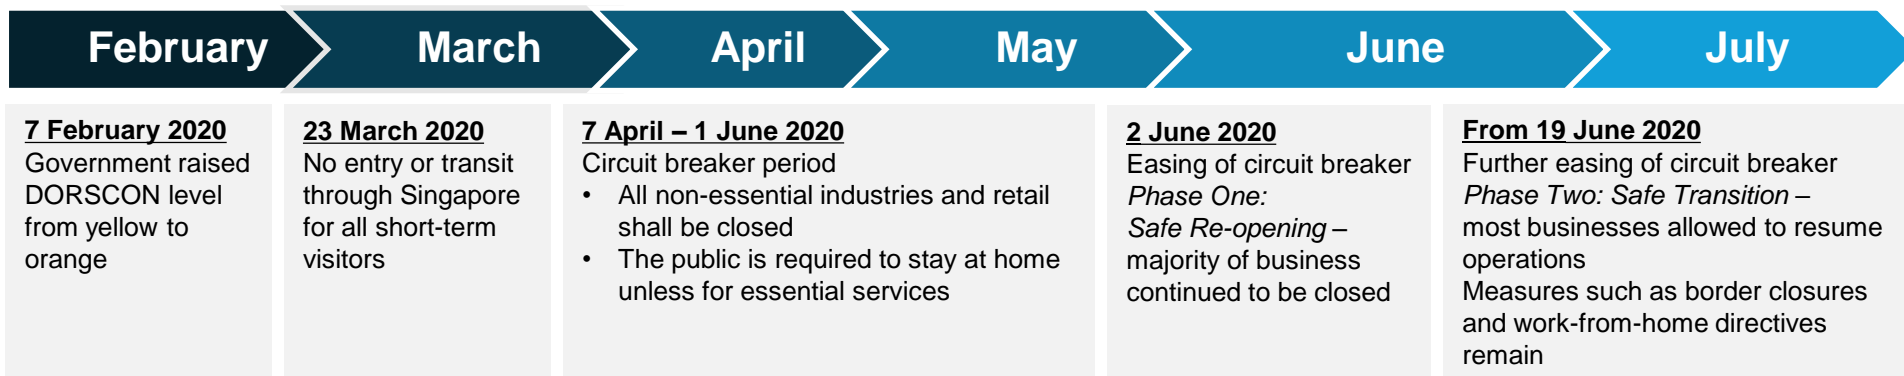 February
March
April
May
June
July
7 February 2020
Government raised
DORSCON level
from yellow to
orange
23 March 2020
No entry or transit
through Singapore
for all short-term
visitors
7 April – 1 June 2020
Circuit breaker period
• All non-essential industries and retail
shall be closed
• The public is required to stay at home
unless for essential services
2 June 2020
Easing of circuit breaker
Phase One:
Safe Re-opening –
majority of business
continued to be closed
From 19 June 2020
Further easing of circuit breaker
Phase Two: Safe Transition –
most businesses allowed to resume
operations
Measures such as border closures
and work-from-home directives
remain